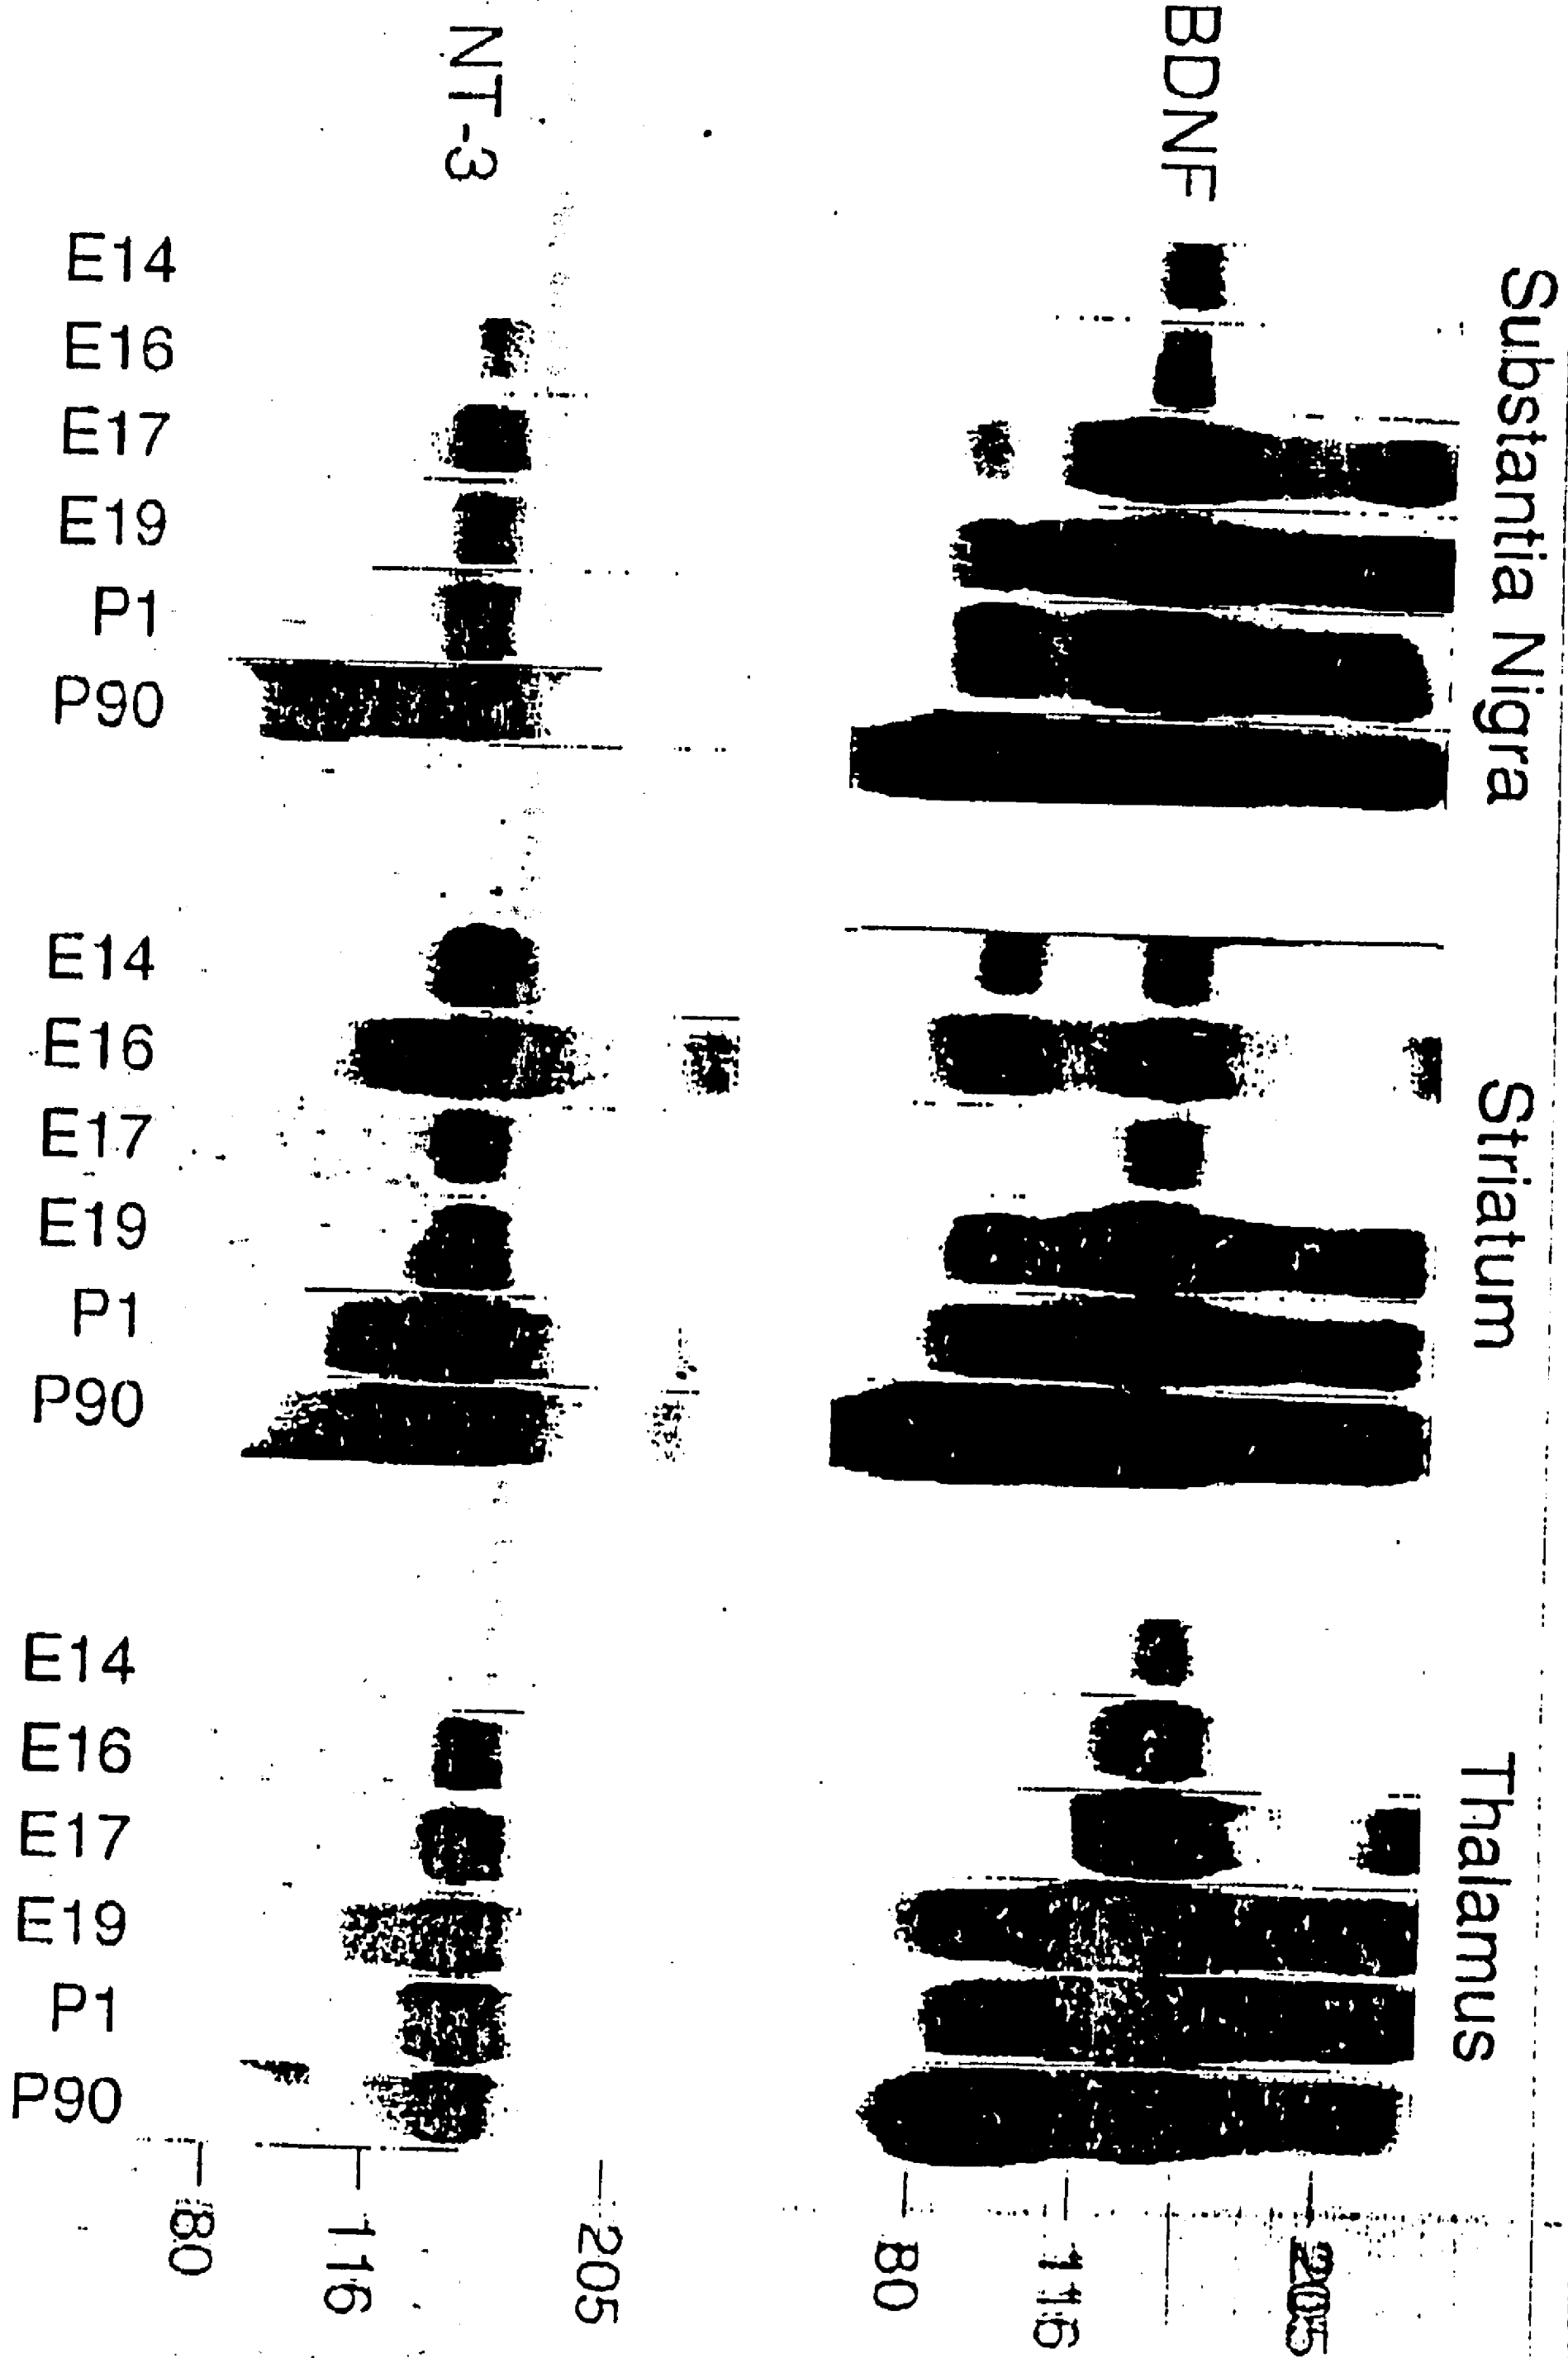 Substantia Nigra
Striatum
Thalamus
BDNF
205
116
80
NT-3
205
116
80
E14
E16
E17
E19
P1
P90
E14
E16
E17
E19
P1
P90
E14
E16
E17
E19
P1
P90